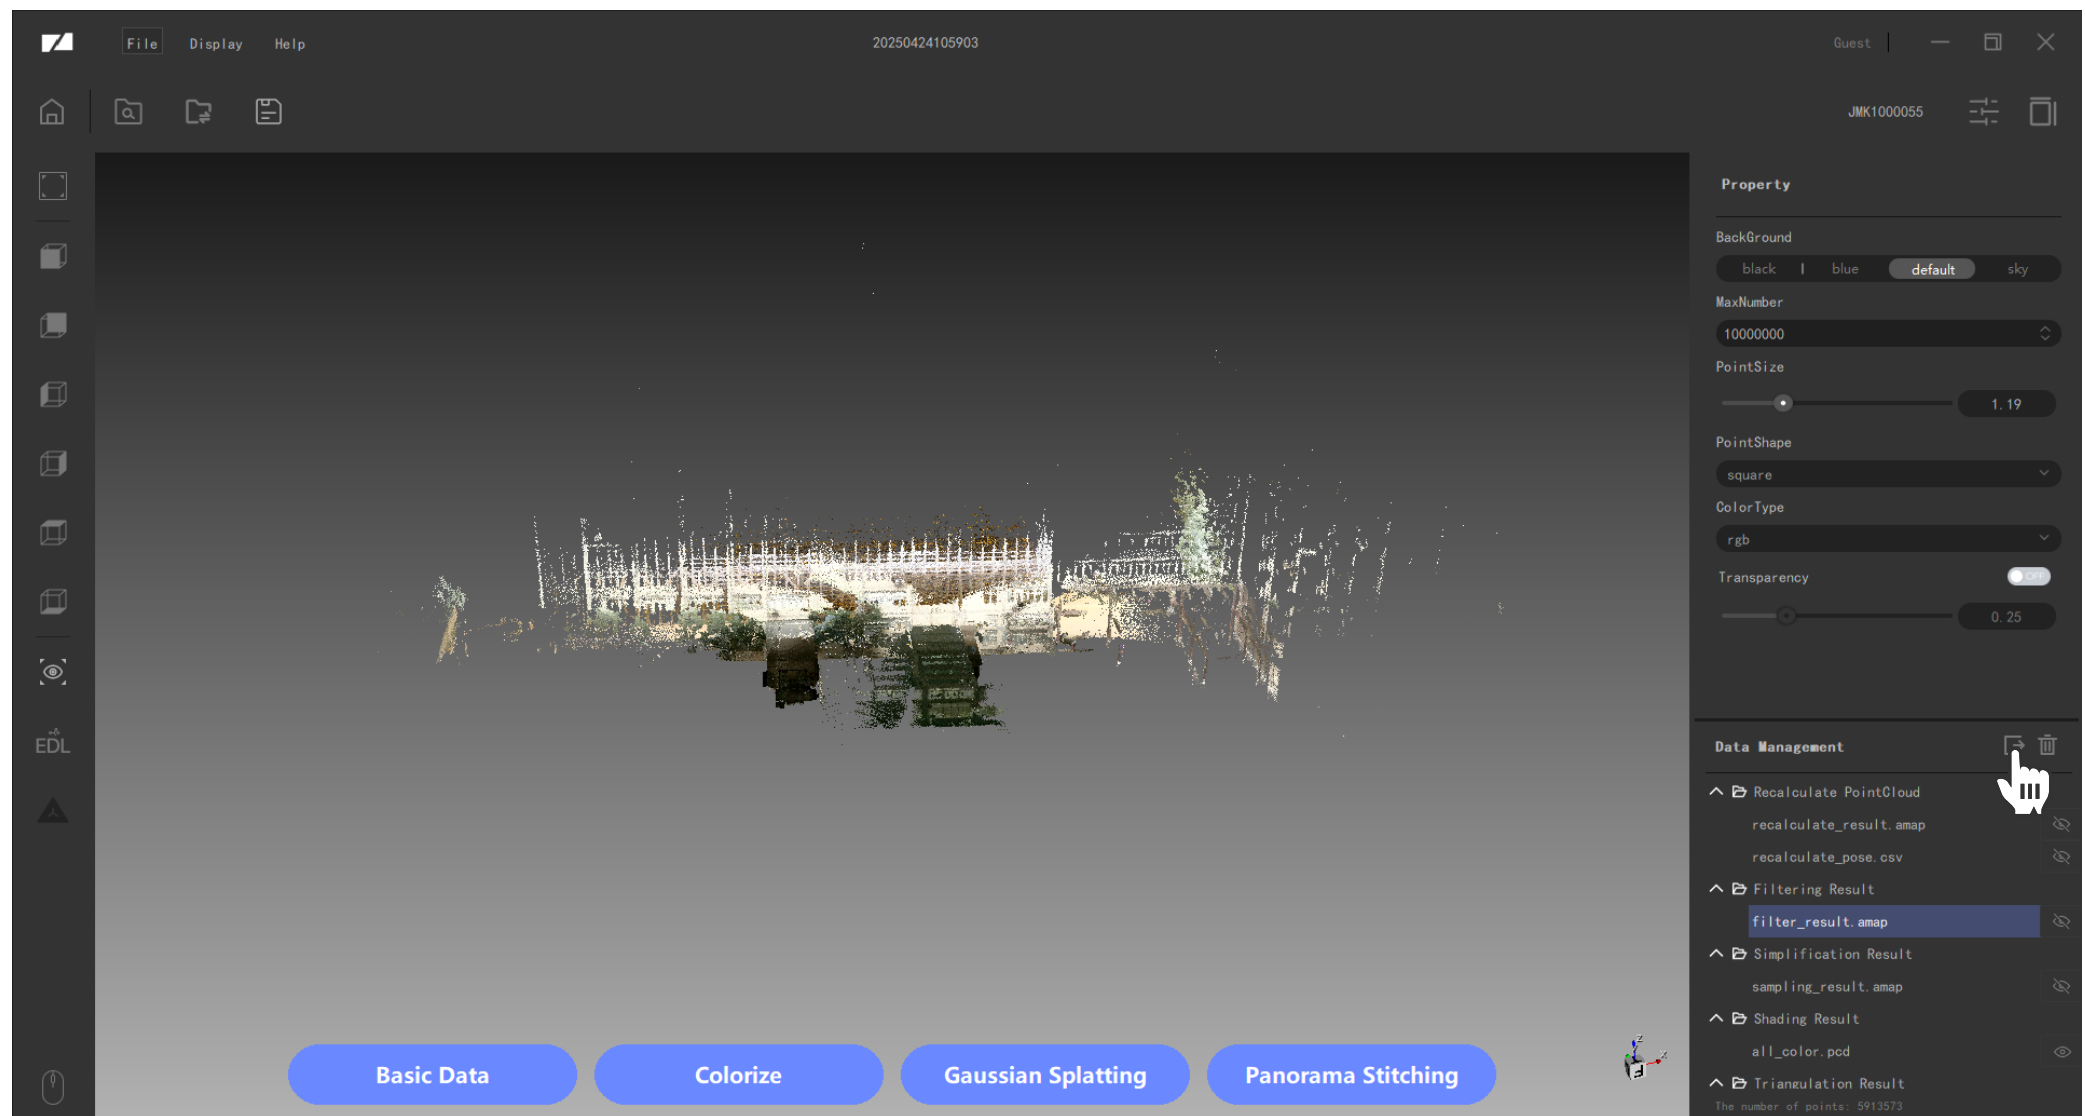 File Display Help 20250424105903 Guest
JMK1000055
Property
BackGround
black blue default sky
MaxNumber
10000000
PointSize
1.19
PointShape
square
ColorType
rgb
Transparency OFF
0.25
EDL
Data Management
Recalculate PointCloud
recalculate_result.amap
recalculate_pose.csv
Filtering Result
filter_result.amap
Simplification Result
sampling_result.amap
Shading Result
all_color.pcd
Triangulation Result
The number of points: 5913573
Basic Data Colorize Gaussian Splatting Panorama Stitching
Z
X
F